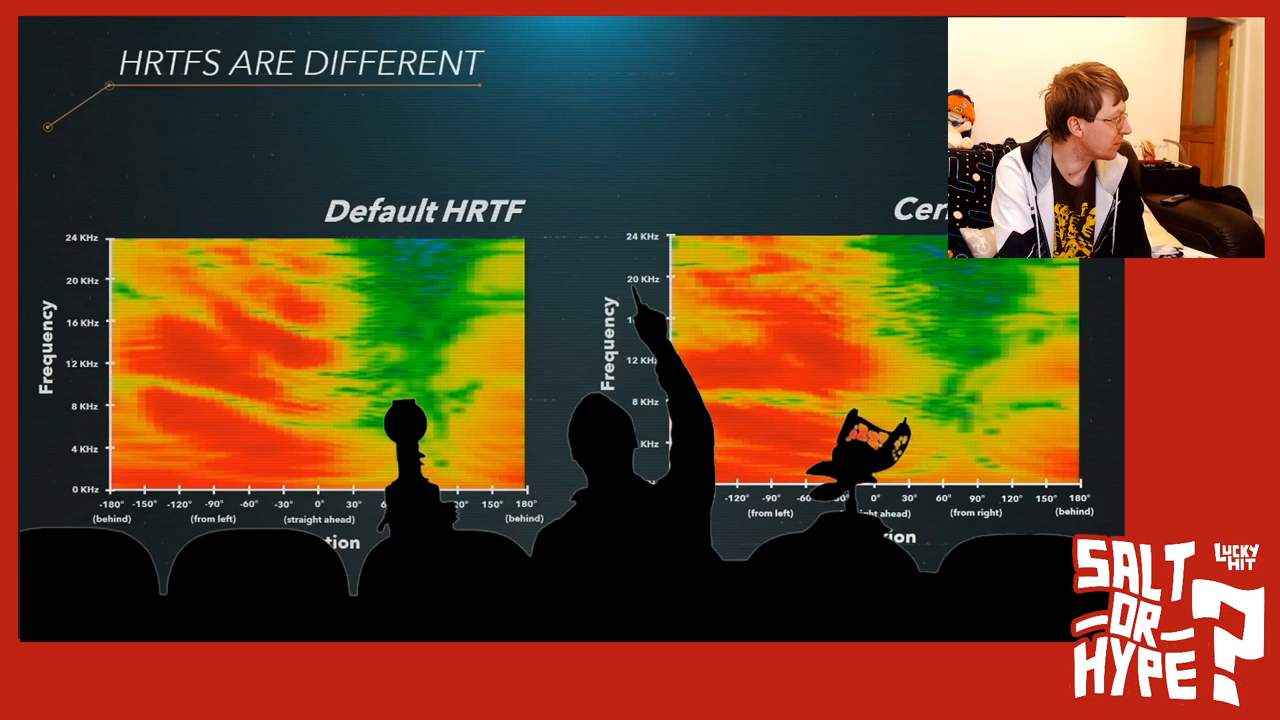 HRTFS ARE DIFFERENT
Default HRTF
24 KHz
20 KHz
16 KHz
12 KHz
8 KHz
4 KHz
0 KHz
Frequency
-180° -150° -120° -90° -60° -30° 0° 30° 120° 150° 180°
(behind) (from left) (straight ahead) (behind)
24 KHz
20 KHz
12 KHz
8 KHz
KHz
Frequency
-120° -90° 0° 30° 60° 90° 120° 150° 180°
(from left) (from right) (behind)
SALT
OR
HYPE
?
LUCKY
HIT